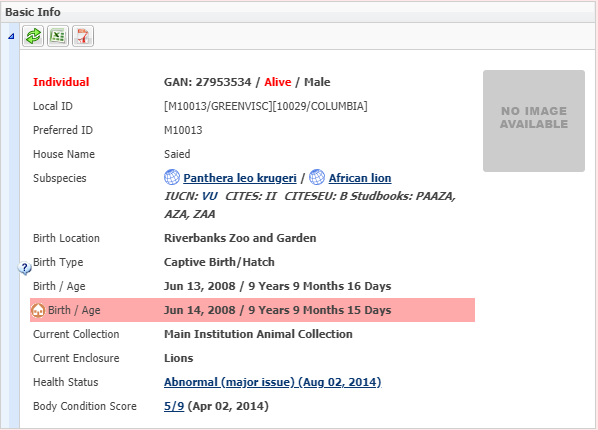 Basic Info
Individual GAN: 27953534 / Alive / Male
Local ID [M10013/GREENVISC][10029/COLUMBIA]
Preferred ID M10013
House Name Saied
Subspecies Panthera leo krugeri / African lion
IUCN: VU CITES: II CITESEU: B Studbooks: PAAZA,
AZA, ZAA
Birth Location Riverbanks Zoo and Garden
Birth Type Captive Birth/Hatch
Birth / Age Jun 13, 2008 / 9 Years 9 Months 16 Days
Birth / Age Jun 14, 2008 / 9 Years 9 Months 15 Days
Current Collection Main Institution Animal Collection
Current Enclosure Lions
Health Status Abnormal (major issue) (Aug 02, 2014)
Body Condition Score 5/9 (Apr 02, 2014)
NO IMAGE
AVAILABLE